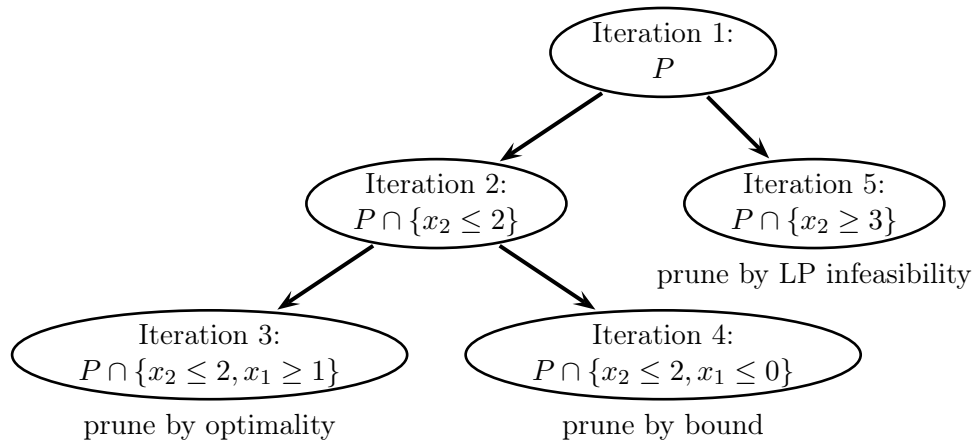 Iteration 1:
P
Iteration 2:
P ∩ {x₂ ≤ 2}
Iteration 5:
P ∩ {x₂ ≥ 3}
prune by LP infeasibility
Iteration 3:
P ∩ {x₂ ≤ 2, x₁ ≥ 1}
prune by optimality
Iteration 4:
P ∩ {x₂ ≤ 2, x₁ ≤ 0}
prune by bound